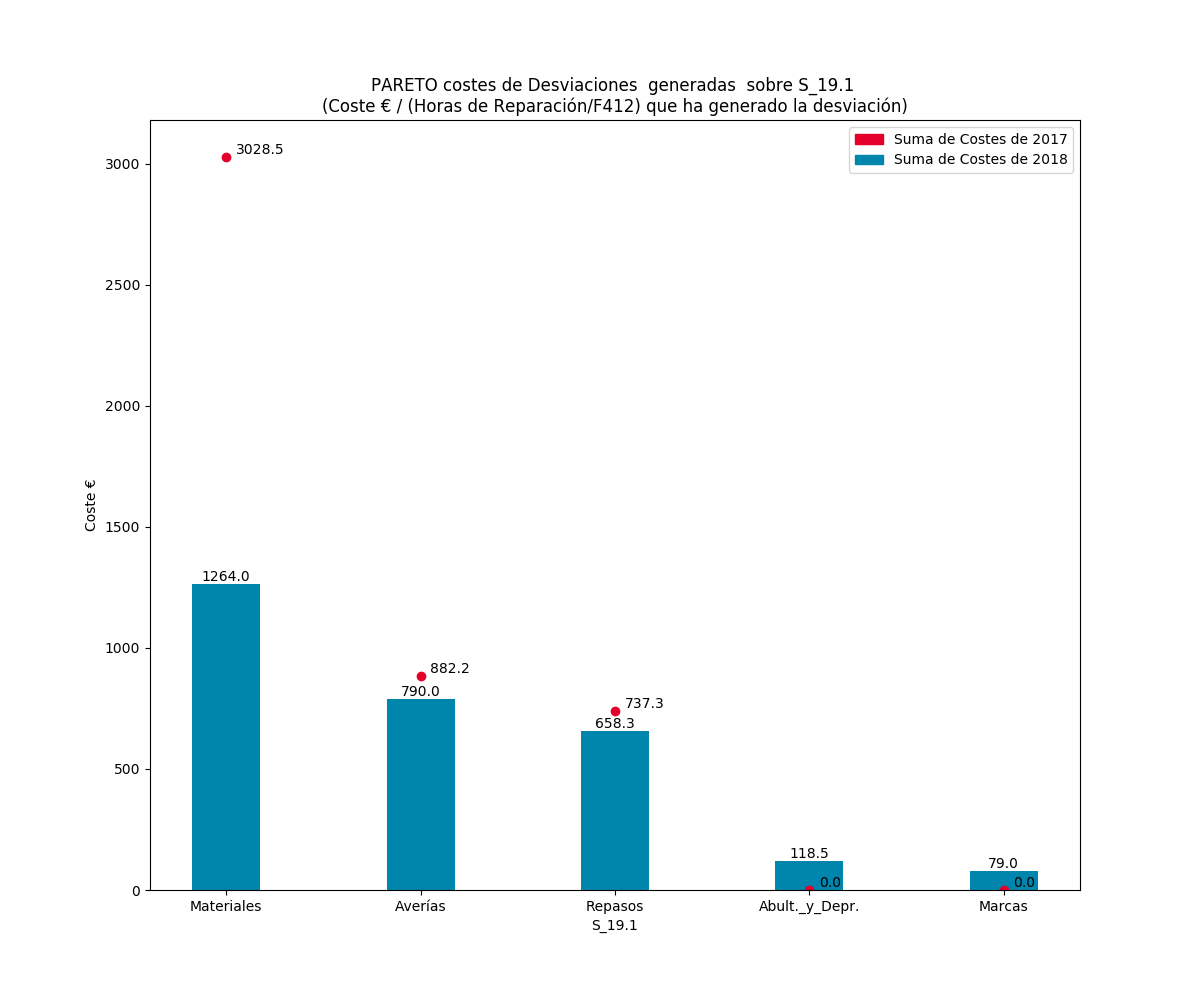 PARETO costes de Desviaciones  generadas  sobre S_19.1
(Coste € / (Horas de Reparación/F412) que ha generado la desviación)
Suma de Costes de 2017
Suma de Costes de 2018
3028.5
3000
2500
2000
Coste €
1500
1264.0
1000
882.2
790.0
737.3
658.3
500
118.5
79.0
0.0
0.0
0
Materiales
Averías
Repasos
Abult._y_Depr.
Marcas
S_19.1